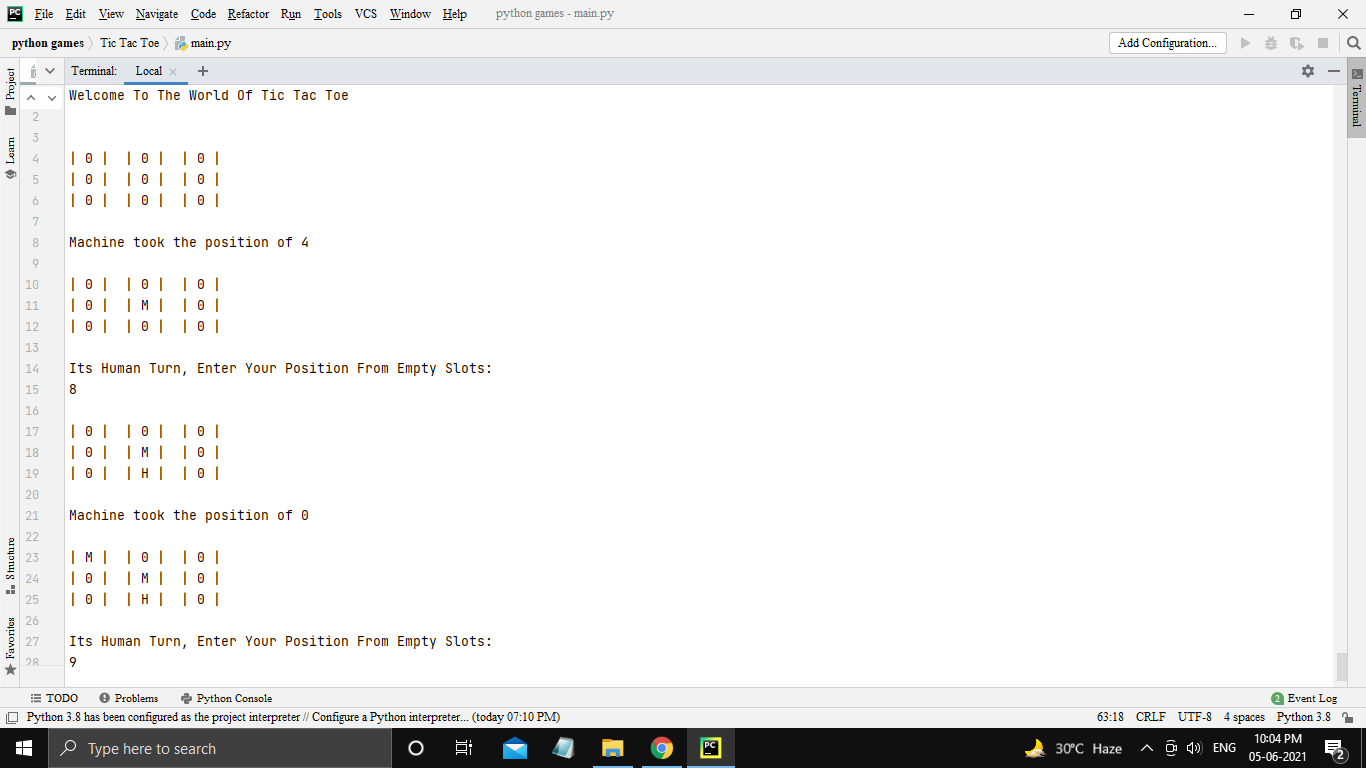 PC File Edit View Navigate Code Refactor Run Tools VCS Window Help python games - main.py
python games Tic Tac Toe main.py Add Configuration...
Project
Terminal: Local
Terminal
Learn
Welcome To The World Of Tic Tac Toe
2
3
4 | 0 | | 0 | | 0 |
5 | 0 | | 0 | | 0 |
6 | 0 | | 0 | | 0 |
7
8 Machine took the position of 4
9
10 | 0 | | 0 | | 0 |
11 | 0 | | M | | 0 |
12 | 0 | | 0 | | 0 |
13
14 Its Human Turn, Enter Your Position From Empty Slots:
15 8
16
17 | 0 | | 0 | | 0 |
18 | 0 | | M | | 0 |
19 | 0 | | H | | 0 |
20
21 Machine took the position of 0
22
23 | M | | 0 | | 0 |
24 | 0 | | M | | 0 |
25 | 0 | | H | | 0 |
26
27 Its Human Turn, Enter Your Position From Empty Slots:
28 9
Structure
Favorites
TODO Problems Python Console 2 Event Log
Python 3.8 has been configured as the project interpreter // Configure a Python interpreter... (today 07:10 PM) 63:18 CRLF UTF-8 4 spaces Python 3.8
Type here to search PC 30°C Haze ENG 10:04 PM
05-06-2021 2